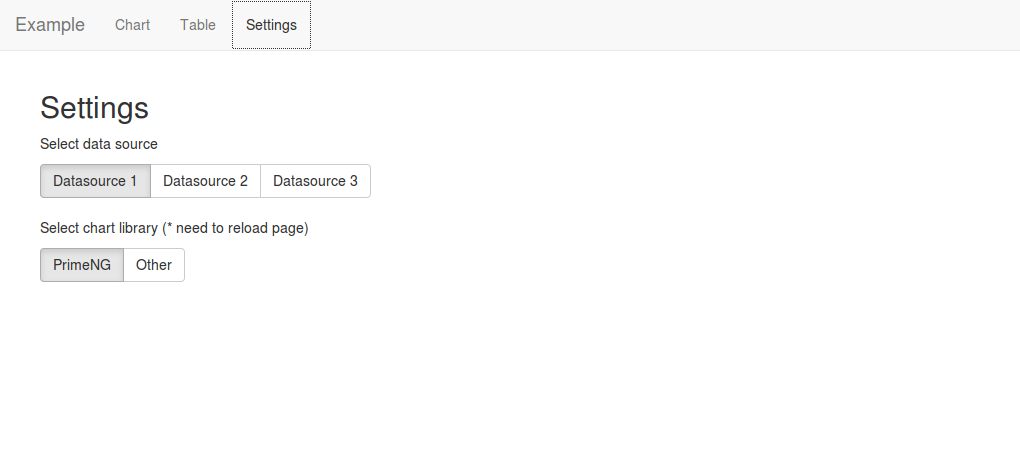 Example Chart Table Settings
Settings
Select data source
Datasource 1 Datasource 2 Datasource 3
Select chart library (* need to reload page)
PrimeNG Other